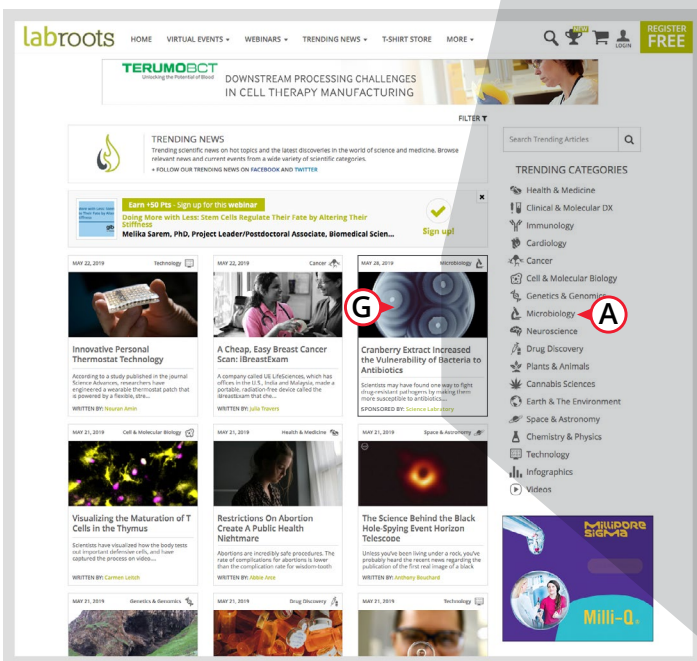 labroots
HOME VIRTUAL EVENTS WEBINARS TRENDING NEWS T-SHIRT STORE MORE
NEW
LOGIN
REGISTER
FREE
TERUMOBCT
Unlocking the Potential of Blood
DOWNSTREAM PROCESSING CHALLENGES
IN CELL THERAPY MANUFACTURING
FILTER
TRENDING NEWS
Trending scientific news on hot topics and the latest discoveries in the world of science and medicine. Browse
relevant news and current events from a wide variety of scientific categories.
+ FOLLOW OUR TRENDING NEWS ON FACEBOOK AND TWITTER
Earn +50 Pts - Sign up for this webinar
Doing More with Less: Stem Cells Regulate Their Fate by Altering Their
Stiffness
Melika Sarem, PhD, Project Leader/Postdoctoral Associate, Biomedical Scien...
Sign up!
MAY 22, 2019 Technology
Innovative Personal
Thermostat Technology
According to a study published in the journal
Science Advances, researchers have
engineered a wearable thermostat patch that
is powered by a flexible, stre...
WRITTEN BY: Nouran Amin
MAY 22, 2019 Cancer
A Cheap, Easy Breast Cancer
Scan: iBreastExam
A company called UE LifeSciences, which has
offices in the U.S., India and Malaysia, made a
portable, radiation-free device called the
iBreastExam that che...
WRITTEN BY: Julia Travers
MAY 28, 2019 Microbiology
G
Cranberry Extract Increased
the Vulnerability of Bacteria to
Antibiotics
Scientists may have found one way to fight
drug-resistant pathogens by making them
more susceptible to antibiotics....
SPONSORED BY: Science Laboratory
MAY 21, 2019 Cell & Molecular Biology
Visualizing the Maturation of T
Cells in the Thymus
Scientists have visualized how the body tests
out important defensive cells, and have
captured the process on video....
WRITTEN BY: Carmen Leitch
MAY 21, 2019 Health & Medicine
Restrictions On Abortion
Create A Public Health
Nightmare
Abortions are incredibly safe procedures. The
rate of complications for abortions is lower
than the complication rate for wisdom-tooth
WRITTEN BY: Abbie Arce
MAY 21, 2019 Space & Astronomy
The Science Behind the Black
Hole-Spying Event Horizon
Telescope
Unless you've been living under a rock, you've
probably heard the recent news regarding the
publication of the first real image of a black
WRITTEN BY: Anthony Bouchard
MAY 21, 2019 Genetics & Genomics
MAY 21, 2019 Drug Discovery
MAY 21, 2019 Technology
Search Trending Articles
TRENDING CATEGORIES
Health & Medicine
Clinical & Molecular DX
Immunology
Cardiology
Cancer
Cell & Molecular Biology
Genetics & Genomics
Microbiology
A
Neuroscience
Drug Discovery
Plants & Animals
Cannabis Sciences
Earth & The Environment
Space & Astronomy
Chemistry & Physics
Technology
Infographics
Videos
MILLIPORE
SIGMA
Milli-Q.